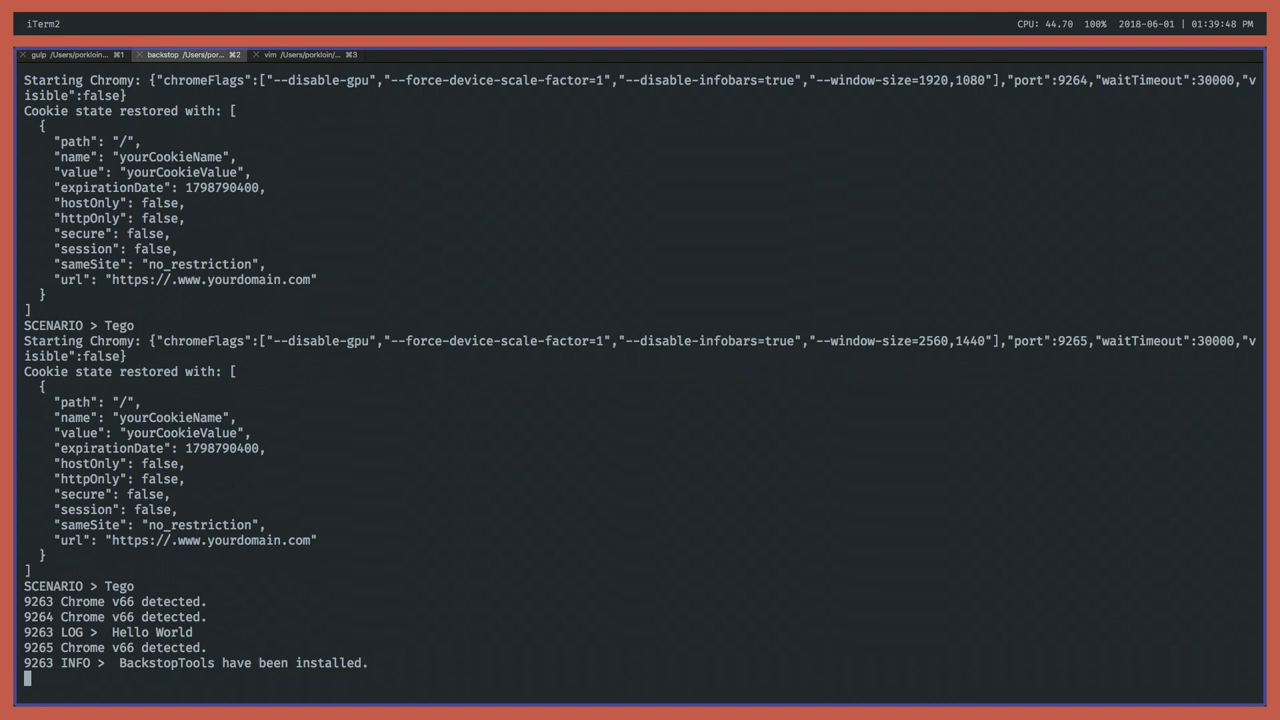 iTerm2
CPU: 44.70 100% 2018-06-01 | 01:39:48 PM
gulp /Users/porkloin... ⌘1
backstop /Users/por... ⌘2
vim /Users/porkloin/... ⌘3
Starting Chromy: {"chromeFlags":["--disable-gpu","--force-device-scale-factor=1","--disable-infobars=true","--window-size=1920,1080"],"port":9264,"waitTimeout":30000,"v
isible":false}
Cookie state restored with: [
{
"path": "/",
"name": "yourCookieName",
"value": "yourCookieValue",
"expirationDate": 1798790400,
"hostOnly": false,
"httpOnly": false,
"secure": false,
"session": false,
"sameSite": "no_restriction",
"url": "https://.www.yourdomain.com"
}
]
SCENARIO > Tego
Starting Chromy: {"chromeFlags":["--disable-gpu","--force-device-scale-factor=1","--disable-infobars=true","--window-size=2560,1440"],"port":9265,"waitTimeout":30000,"v
isible":false}
Cookie state restored with: [
{
"path": "/",
"name": "yourCookieName",
"value": "yourCookieValue",
"expirationDate": 1798790400,
"hostOnly": false,
"httpOnly": false,
"secure": false,
"session": false,
"sameSite": "no_restriction",
"url": "https://.www.yourdomain.com"
}
]
SCENARIO > Tego
9263 Chrome v66 detected.
9264 Chrome v66 detected.
9263 LOG > Hello World
9265 Chrome v66 detected.
9263 INFO > BackstopTools have been installed.